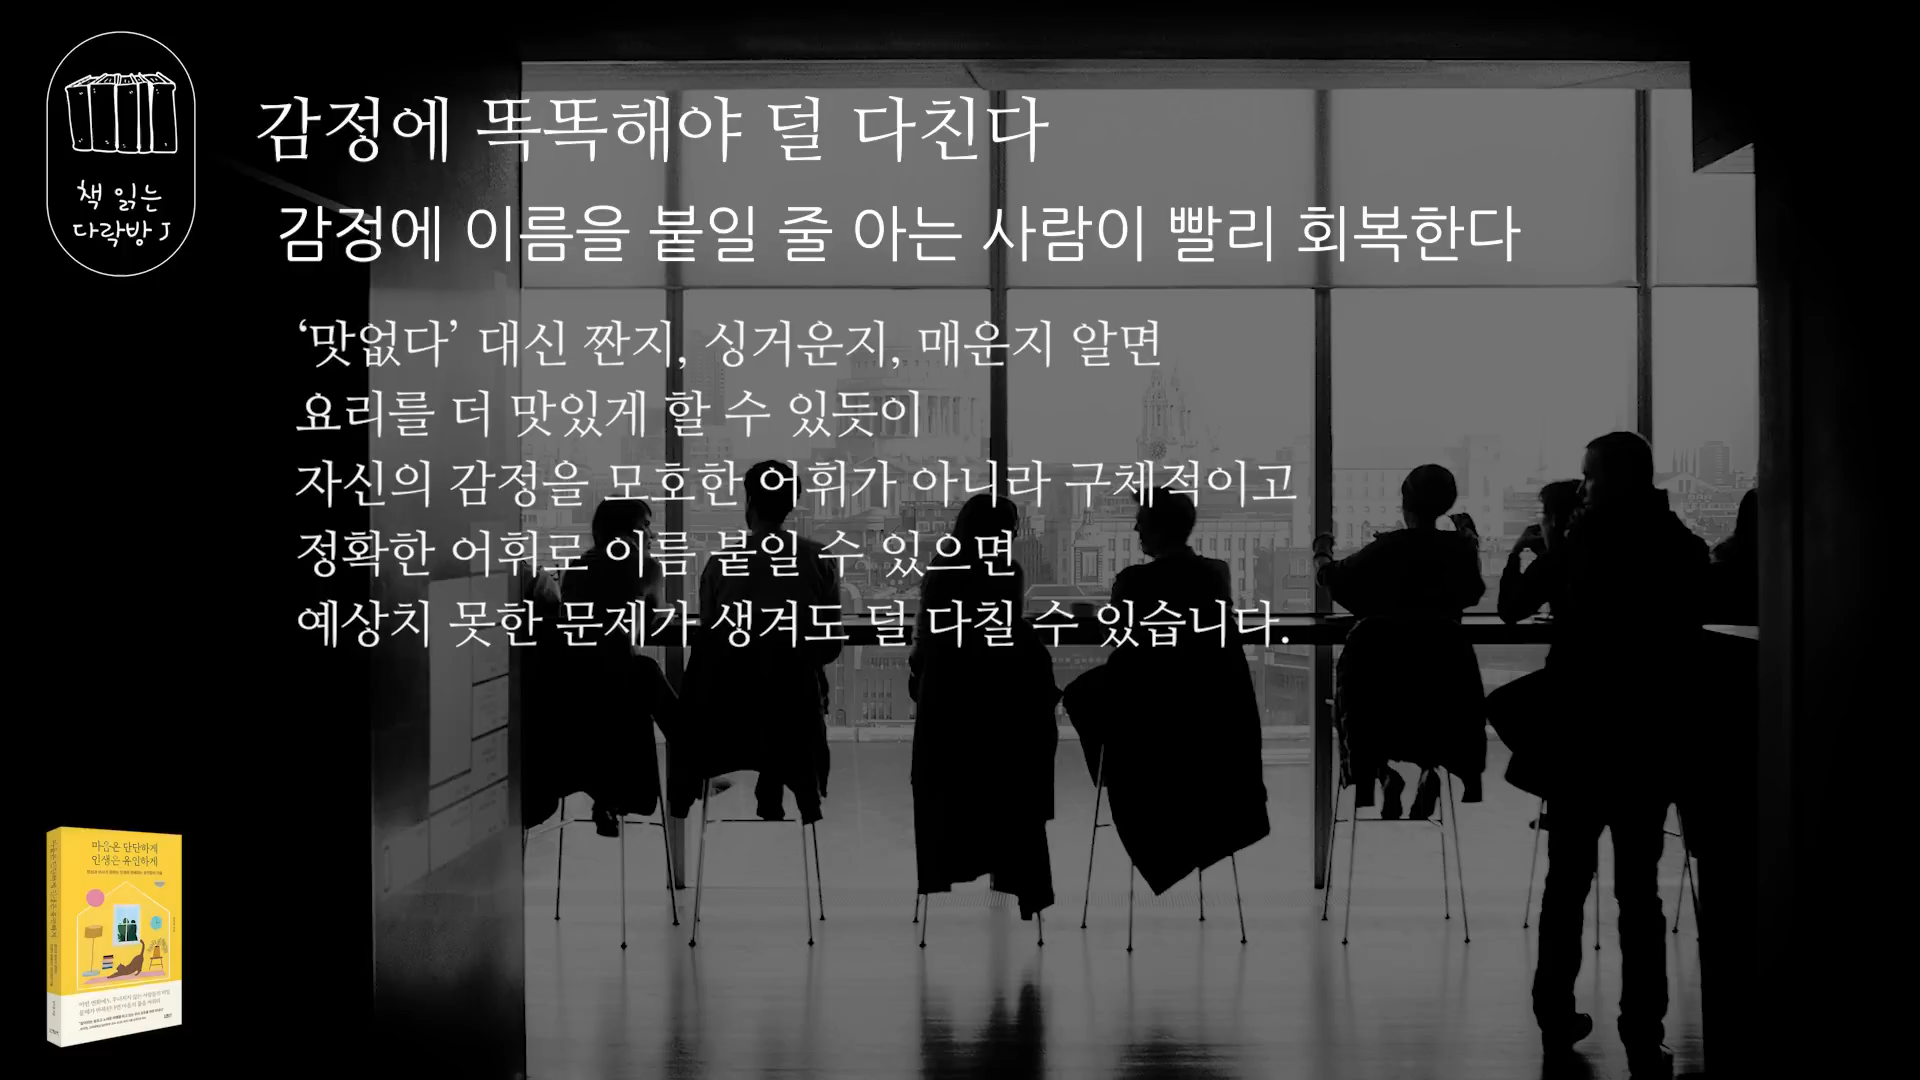 책 읽는
다락방 J
감정에 똑똑해야 덜 다친다
감정에 이름을 붙일 줄 아는 사람이 빨리 회복한다
‘맛없다’ 대신 짠지, 싱거운지, 매운지 알면
요리를 더 맛있게 할 수 있듯이
자신의 감정을 모호한 어휘가 아니라 구체적이고
정확한 어휘로 이름 붙일 수 있으면
예상치 못한 문제가 생겨도 덜 다칠 수 있습니다.
마음은 단단하게
인생은 유연하게